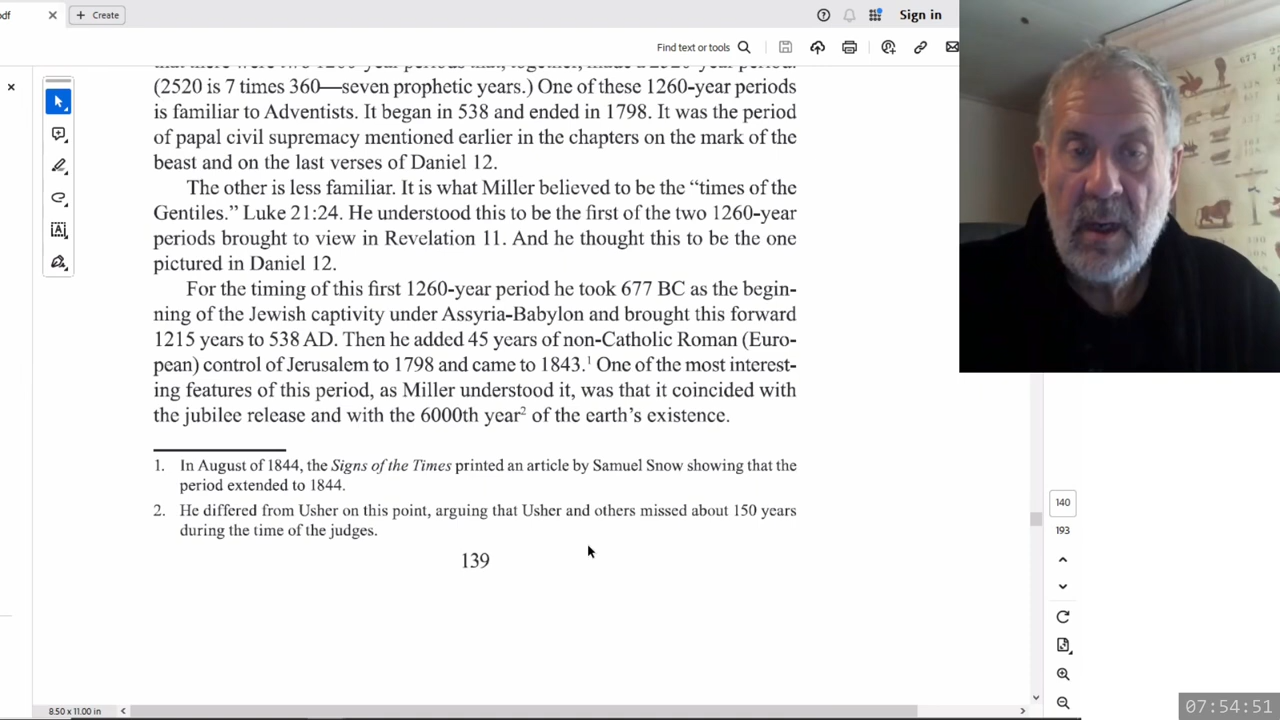 odf
Create
Sign in
Find text or tools
(2520 is 7 times 360—seven prophetic years.) One of these 1260-year periods
is familiar to Adventists. It began in 538 and ended in 1798. It was the period
of papal civil supremacy mentioned earlier in the chapters on the mark of the
beast and on the last verses of Daniel 12.
The other is less familiar. It is what Miller believed to be the “times of the
Gentiles.” Luke 21:24. He understood this to be the first of the two 1260-year
periods brought to view in Revelation 11. And he thought this to be the one
pictured in Daniel 12.
For the timing of this first 1260-year period he took 677 BC as the begin-
ning of the Jewish captivity under Assyria-Babylon and brought this forward
1215 years to 538 AD. Then he added 45 years of non-Catholic Roman (Euro-
pean) control of Jerusalem to 1798 and came to 1843.¹ One of the most interest-
ing features of this period, as Miller understood it, was that it coincided with
the jubilee release and with the 6000th year² of the earth’s existence.
1. In August of 1844, the Signs of the Times printed an article by Samuel Snow showing that the
period extended to 1844.
2. He differed from Usher on this point, arguing that Usher and others missed about 150 years
during the time of the judges.
139
140
193
8.50 x 11.00 in
677
07:54:51